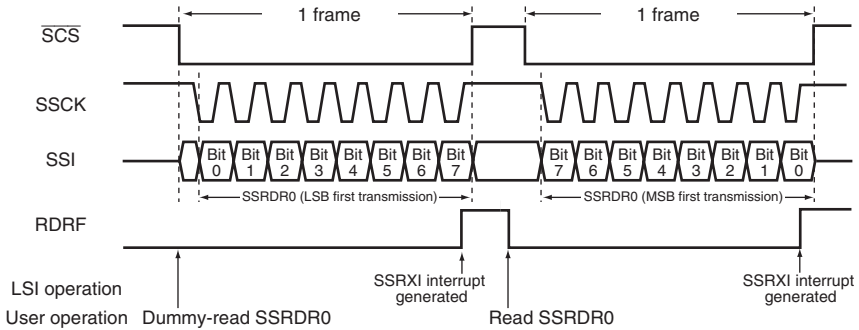 1 frame 1 frame
SCS
SSCK
SSI Bit 0 Bit 1 Bit 2 Bit 3 Bit 4 Bit 5 Bit 6 Bit 7 Bit 7 Bit 6 Bit 5 Bit 4 Bit 3 Bit 2 Bit 1 Bit 0
SSRDR0 (LSB first transmission) SSRDR0 (MSB first transmission)
RDRF
LSI operation SSRXI interrupt generated SSRXI interrupt generated
User operation Dummy-read SSRDR0 Read SSRDR0